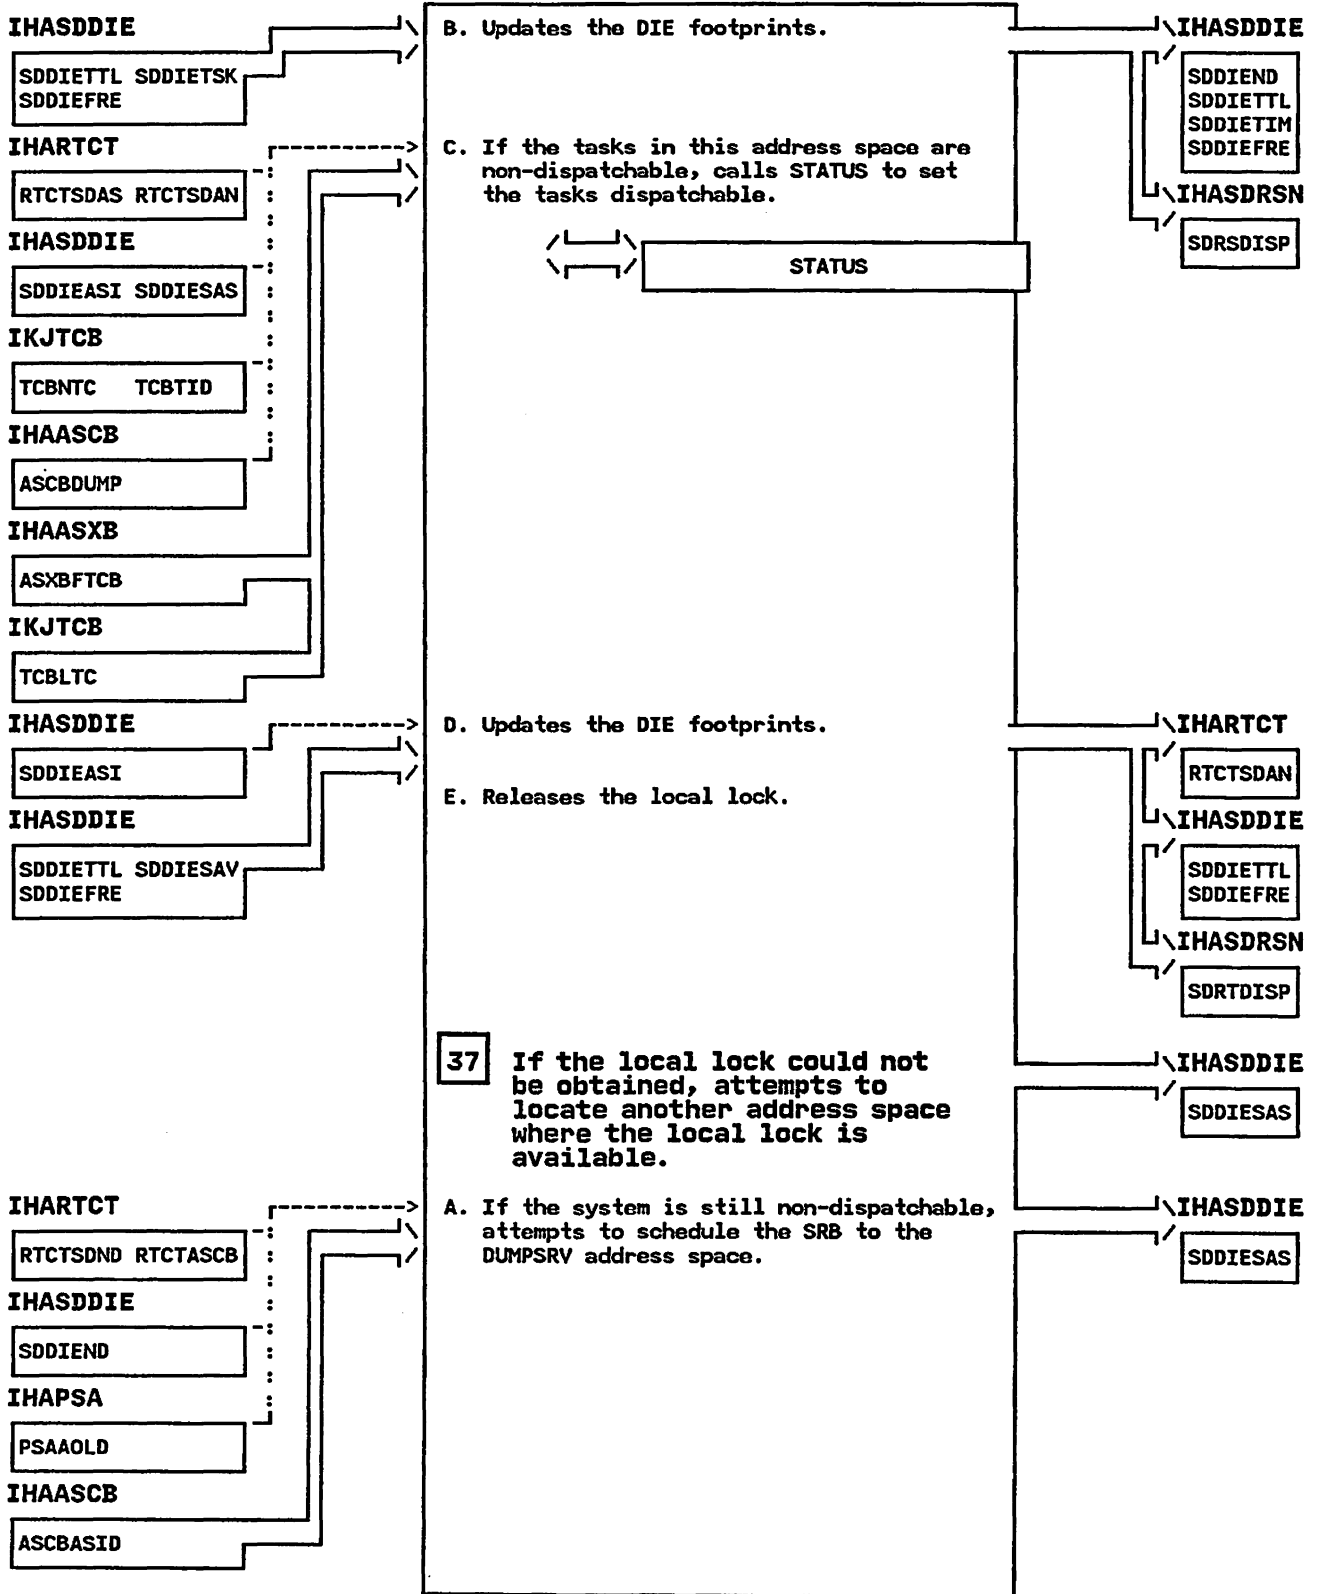 IHASDDIE
SDDIETTL SDDIETSK
SDDIEFRE
IHARTCT
RTCTSDAS RTCTSDAN
IHASDDIE
SDDIEASI SDDIESAS
IKJTCB
TCBNTC TCBTID
IHAASCB
ASCBDUMP
IHAASXB
ASXBFTCB
IKJTCB
TCBLTC
IHASDDIE
SDDIEASI
IHASDDIE
SDDIETTL SDDIESAV
SDDIEFRE
IHARTCT
RTCTSDND RTCTASCB
IHASDDIE
SDDIEND
IHAPSA
PSAAOLD
IHAASCB
ASCBASID
B. Updates the DIE footprints.
C. If the tasks in this address space are
non-dispatchable, calls STATUS to set
the tasks dispatchable.
STATUS
D. Updates the DIE footprints.
E. Releases the local lock.
37 If the local lock could not
be obtained, attempts to
locate another address space
where the local lock is
available.
A. If the system is still non-dispatchable,
attempts to schedule the SRB to the
DUMPSRV address space.
IHASDDIE
SDDIEND
SDDIETTL
SDDIETIM
SDDIEFRE
IHASDRSN
SDRSDISP
IHARTCT
RTCTSDAN
IHASDDIE
SDDIETTL
SDDIEFRE
IHASDRSN
SDRTDISP
IHASDDIE
SDDIESAS
IHASDDIE
SDDIESAS